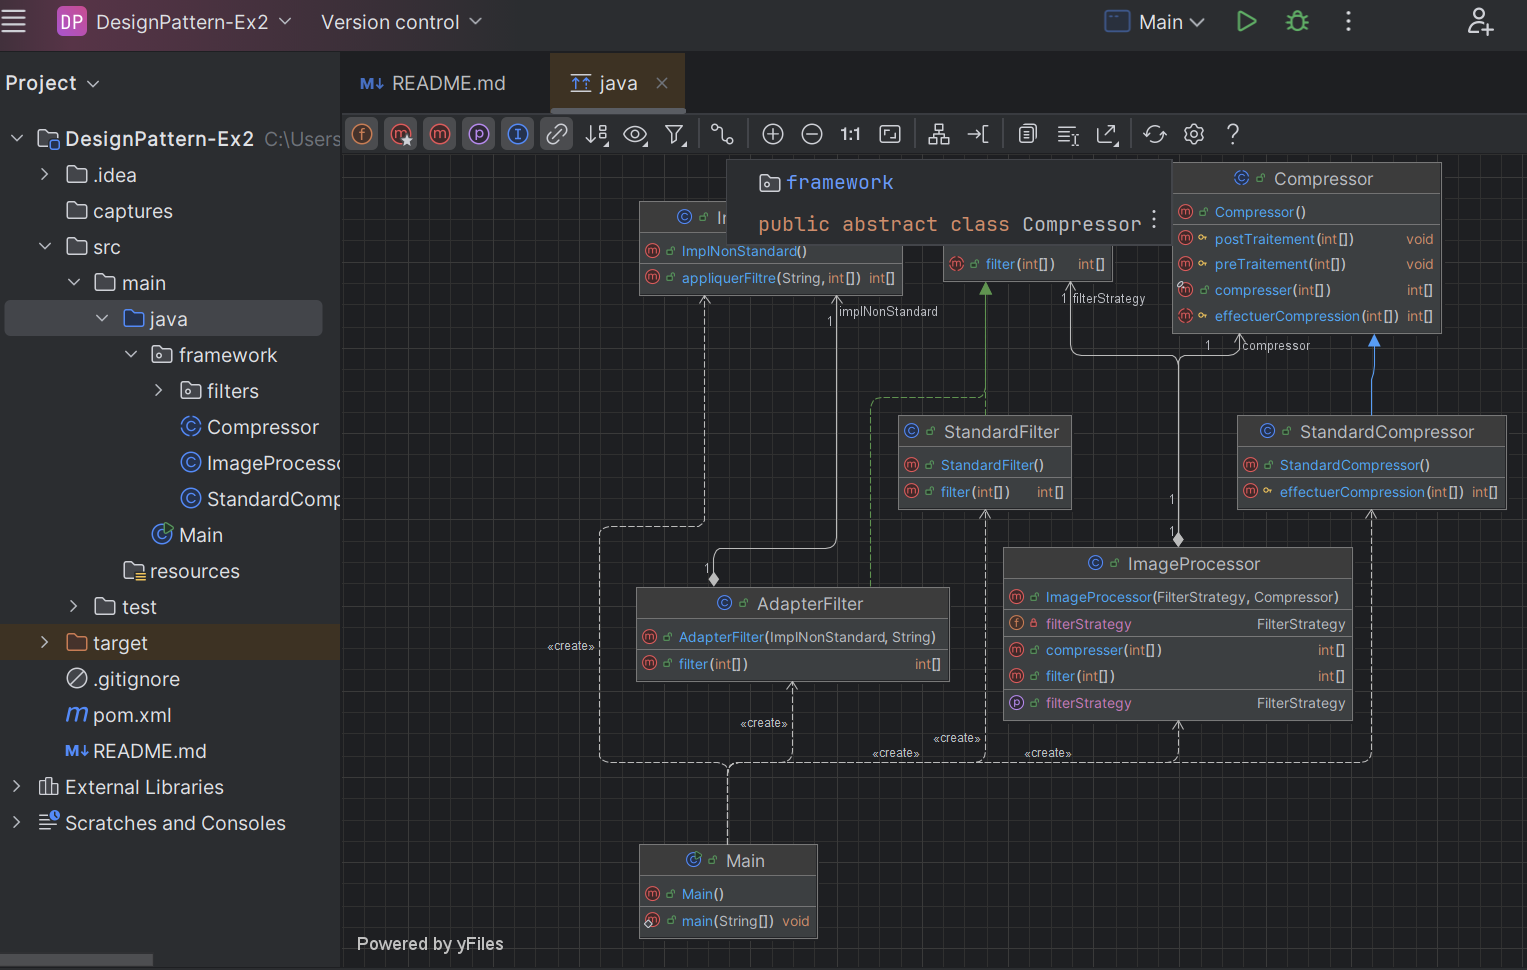 DP DesignPattern-Ex2 Version control Main
Project
README.md
java
DesignPattern-Ex2 C:\Users
.idea
captures
src
main
java
framework
filters
Compressor
ImageProcesso
StandardComp
Main
resources
test
target
.gitignore
pom.xml
README.md
External Libraries
Scratches and Consoles
1:1
framework
public abstract class Compressor
ImplNonStandard()
appliquerFiltre(String, int[]) int[]
filter(int[]) int[]
Compressor
Compressor()
postTraitement(int[]) void
preTraitement(int[]) void
compresser(int[]) int[]
effectuerCompression(int[]) int[]
1 implNonStandard
1 filterStrategy
1 compressor
StandardFilter
StandardFilter()
filter(int[]) int[]
StandardCompressor
StandardCompressor()
effectuerCompression(int[]) int[]
1
1
1
AdapterFilter
AdapterFilter(ImplNonStandard, String)
filter(int[]) int[]
ImageProcessor
ImageProcessor(FilterStrategy, Compressor)
filterStrategy FilterStrategy
compresser(int[]) int[]
filter(int[]) int[]
filterStrategy FilterStrategy
«create»
«create»
«create»
«create»
«create»
Main
Main()
main(String[]) void
Powered by yFiles